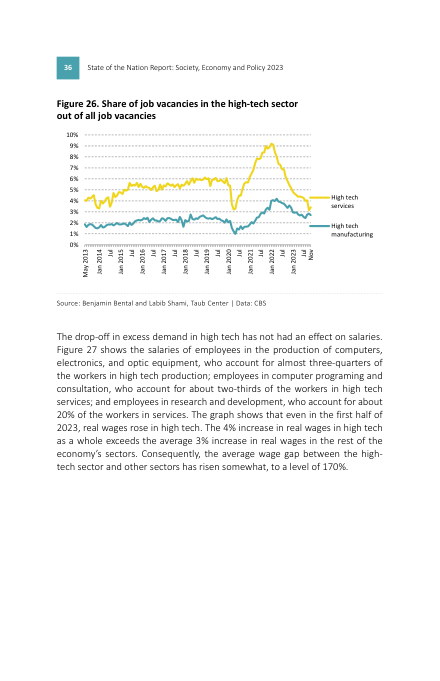 36 State of the Nation Report: Society, Economy and Policy 2023
Figure 26. Share of job vacancies in the high-tech sector
out of all job vacancies
10%
9%
8%
7%
6%
5%
4%
3%
2%
1%
0%
High tech
services
High tech
manufacturing
May 2013
Jul
Jan 2014
Jul
Jan 2015
Jul
Jan 2016
Jul
Jan 2017
Jul
Jan 2018
Jul
Jan 2019
Jul
Jan 2020
Jul
Jan 2021
Jul
Jan 2022
Jul
Jan 2023
Jul
Nov
Source: Benjamin Bental and Labib Shami, Taub Center | Data: CBS
The drop-off in excess demand in high tech has not had an effect on salaries.
Figure 27 shows the salaries of employees in the production of computers,
electronics, and optic equipment, who account for almost three-quarters of
the workers in high tech production; employees in computer programing and
consultation, who account for about two-thirds of the workers in high tech
services; and employees in research and development, who account for about
20% of the workers in services. The graph shows that even in the first half of
2023, real wages rose in high tech. The 4% increase in real wages in high tech
as a whole exceeds the average 3% increase in real wages in the rest of the
economy’s sectors. Consequently, the average wage gap between the high-
tech sector and other sectors has risen somewhat, to a level of 170%.